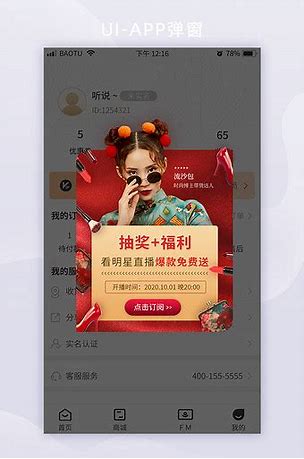 UI-APP弹窗
BAOTU
下午 12:16
78%
听说 ~
ID:1254321
5
65
优惠
流沙包
时尚博主带货达人
我的订
抽奖+福利
看明星直播爆款免费送
待付款
开播时间：2020.10.01 晚20:00
我的服
点击订阅>>
收
分
实名认证
客服服务
400-155-5555
首页
商城
F M
我的